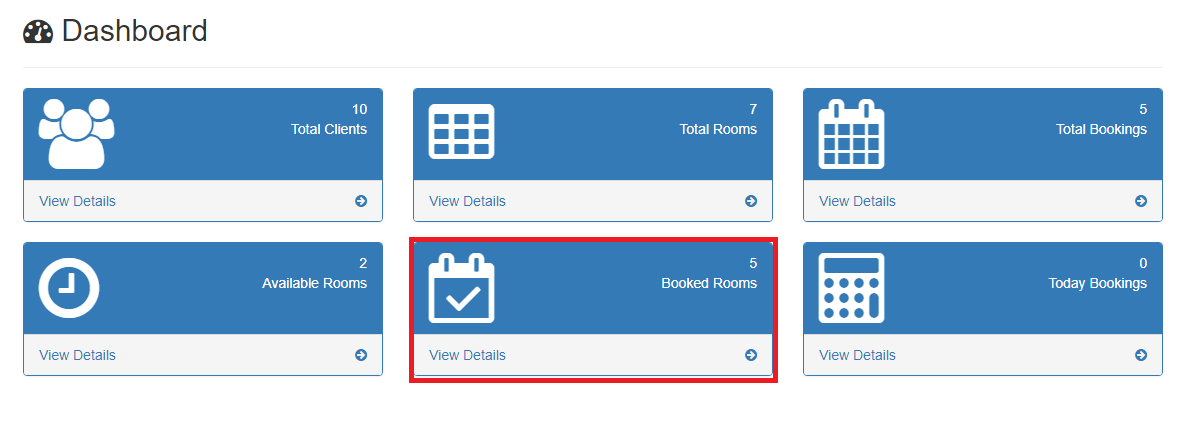 Dashboard
10
Total Clients
View Details
7
Total Rooms
View Details
5
Total Bookings
View Details
2
Available Rooms
View Details
5
Booked Rooms
View Details
0
Today Bookings
View Details